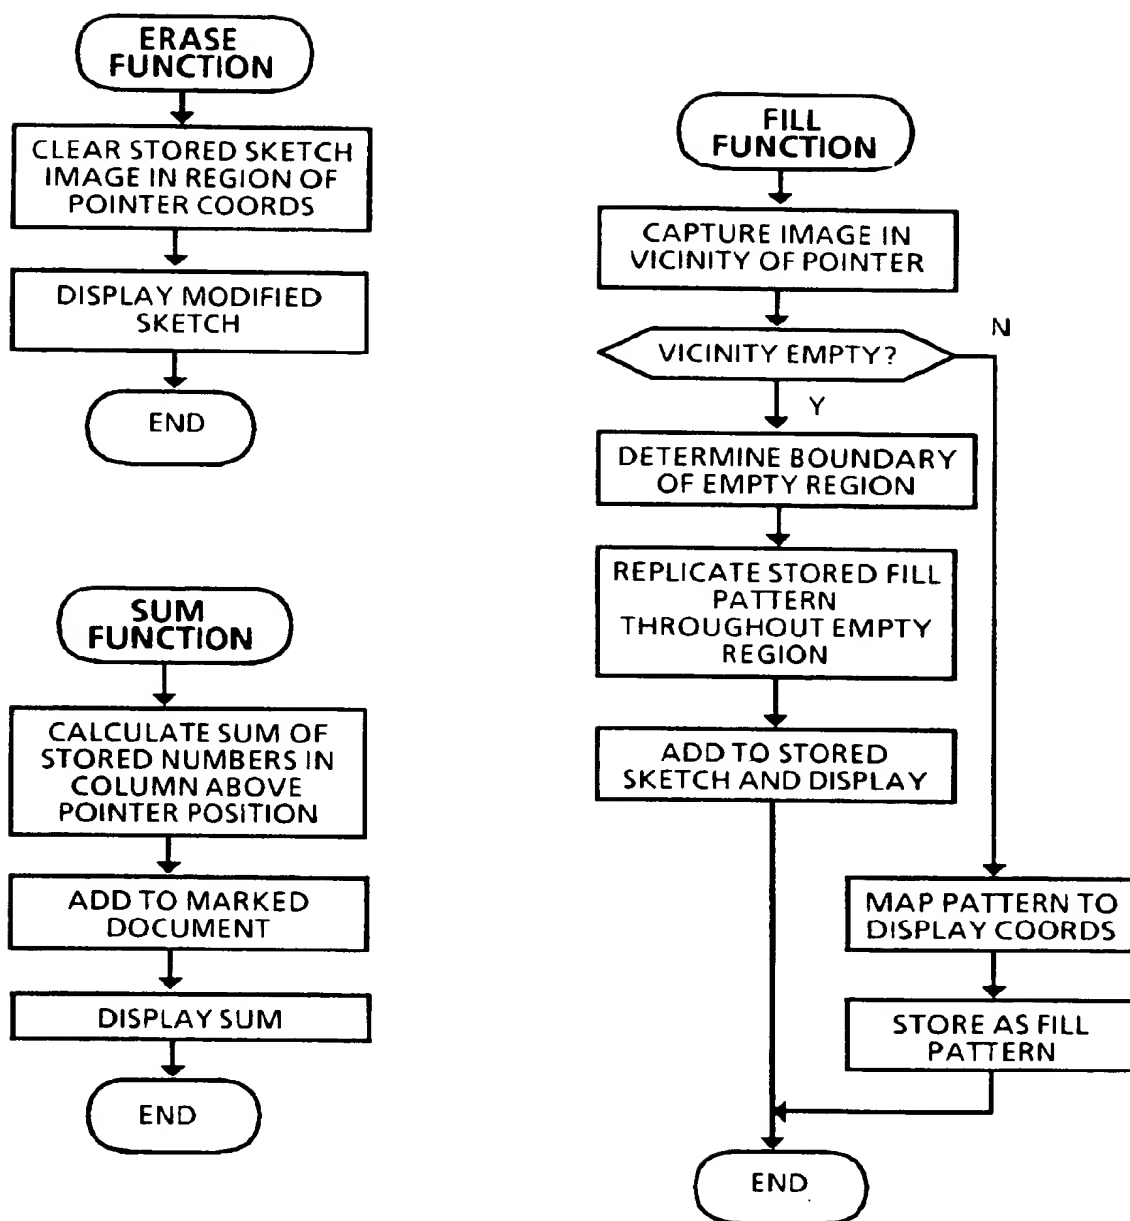 ERASE
FUNCTION
CLEAR STORED SKETCH
IMAGE IN REGION OF
POINTER COORDS
DISPLAY MODIFIED
SKETCH
END
SUM
FUNCTION
CALCULATE SUM OF
STORED NUMBERS IN
COLUMN ABOVE
POINTER POSITION
ADD TO MARKED
DOCUMENT
DISPLAY SUM
END
FILL
FUNCTION
CAPTURE IMAGE IN
VICINITY OF POINTER
VICINITY EMPTY?
N
Y
DETERMINE BOUNDARY
OF EMPTY REGION
REPLICATE STORED FILL
PATTERN
THROUGHOUT EMPTY
REGION
ADD TO STORED
SKETCH AND DISPLAY
MAP PATTERN TO
DISPLAY COORDS
STORE AS FILL
PATTERN
END